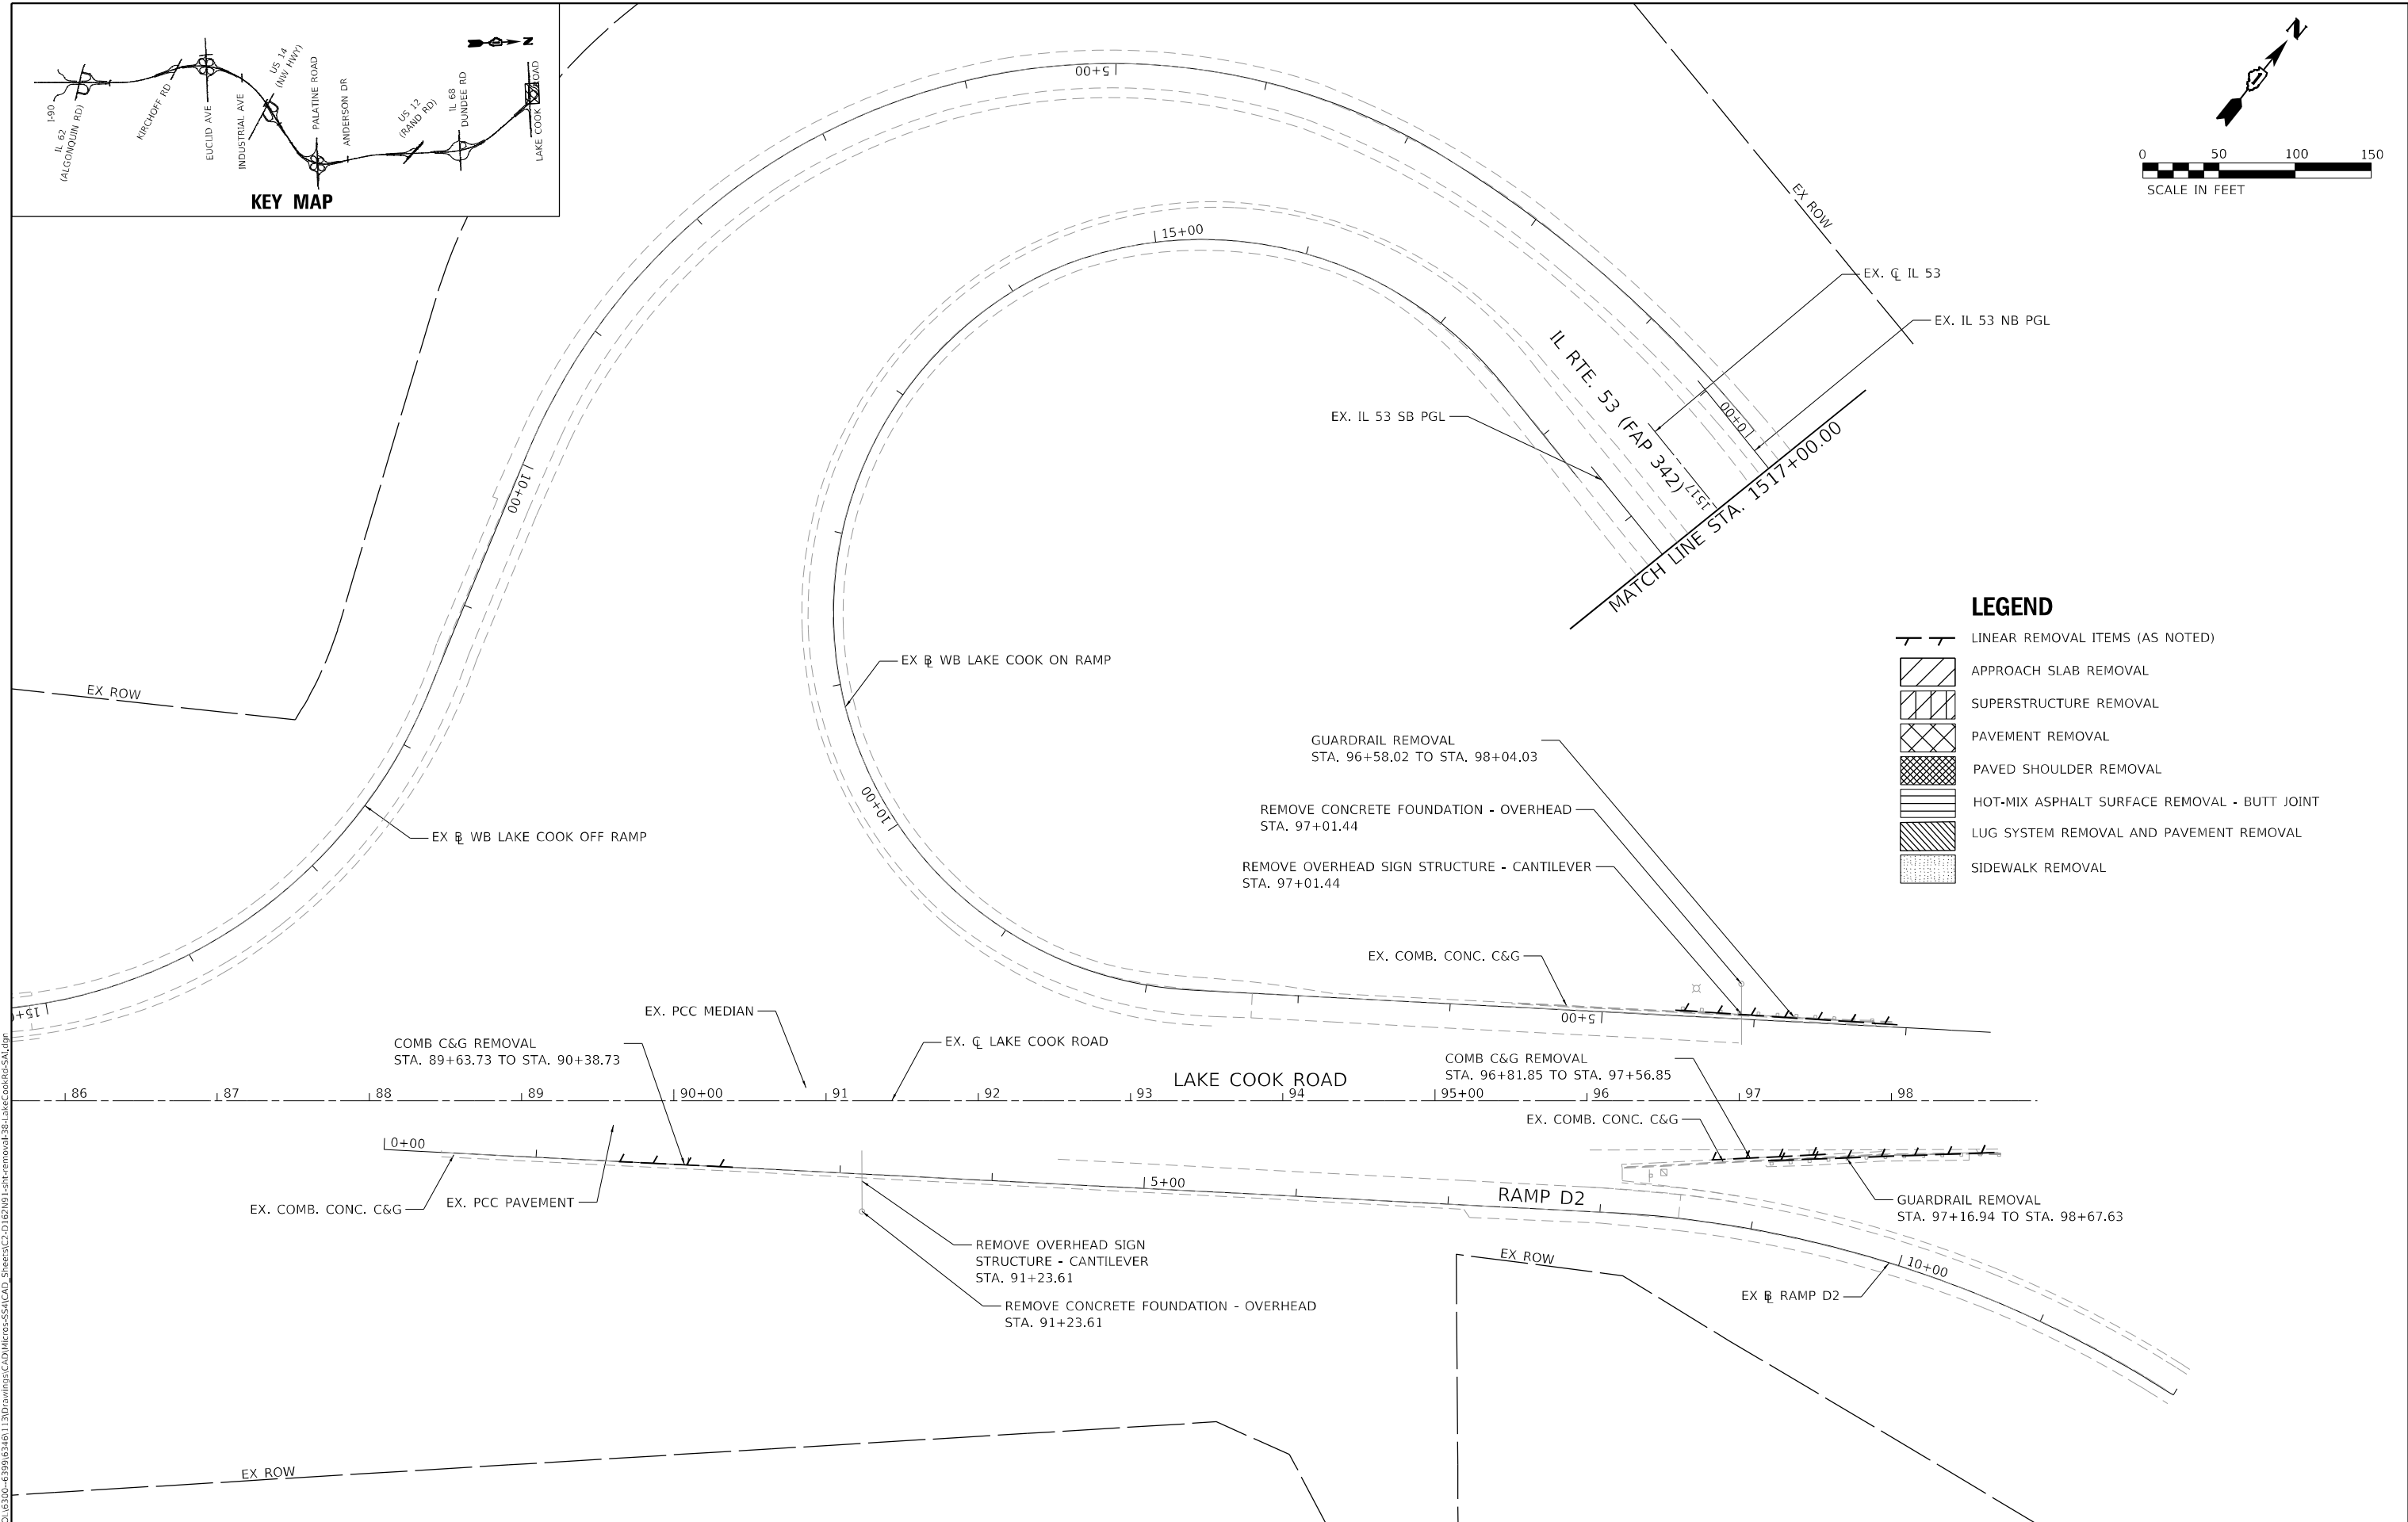 I-90
IL 62
(ALGONQUIN RD)
KIRCHOFF RD
EUCLID AVE
INDUSTRIAL AVE
US 14
(NW HWY)
PALATINE ROAD
ANDERSON DR
US 12
(RAND RD)
IL 68
DUNDEE RD
LAKE COOK ROAD
N
KEY MAP
N
0 50 100 150
SCALE IN FEET
5+00
15+00
EX ROW
EX. ℄ IL 53
EX. IL 53 NB PGL
IL RTE. 53 (FAP 342)
EX. IL 53 SB PGL
0+00
1517
MATCH LINE STA. 1517+00.00
10+00
LEGEND
LINEAR REMOVAL ITEMS (AS NOTED)
APPROACH SLAB REMOVAL
SUPERSTRUCTURE REMOVAL
PAVEMENT REMOVAL
PAVED SHOULDER REMOVAL
HOT-MIX ASPHALT SURFACE REMOVAL - BUTT JOINT
LUG SYSTEM REMOVAL AND PAVEMENT REMOVAL
SIDEWALK REMOVAL
EX ROW
EX BL WB LAKE COOK ON RAMP
GUARDRAIL REMOVAL
STA. 96+58.02 TO STA. 98+04.03
10+00
REMOVE CONCRETE FOUNDATION - OVERHEAD
STA. 97+01.44
EX BL WB LAKE COOK OFF RAMP
REMOVE OVERHEAD SIGN STRUCTURE - CANTILEVER
STA. 97+01.44
EX. COMB. CONC. C&G
15+0
5+00
EX. PCC MEDIAN
COMB C&G REMOVAL
STA. 89+63.73 TO STA. 90+38.73
EX. ℄ LAKE COOK ROAD
LAKE COOK ROAD
COMB C&G REMOVAL
STA. 96+81.85 TO STA. 97+56.85
86 87 88 89 90+00 91 92 93 94 95+00 96 97 98
EX. COMB. CONC. C&G
0+00
5+00
RAMP D2
EX. COMB. CONC. C&G
EX. PCC PAVEMENT
GUARDRAIL REMOVAL
STA. 97+16.94 TO STA. 98+67.63
REMOVE OVERHEAD SIGN
STRUCTURE - CANTILEVER
STA. 91+23.61
EX ROW
10+00
EX BL RAMP D2
REMOVE CONCRETE FOUNDATION - OVERHEAD
STA. 91+23.61
EX ROW